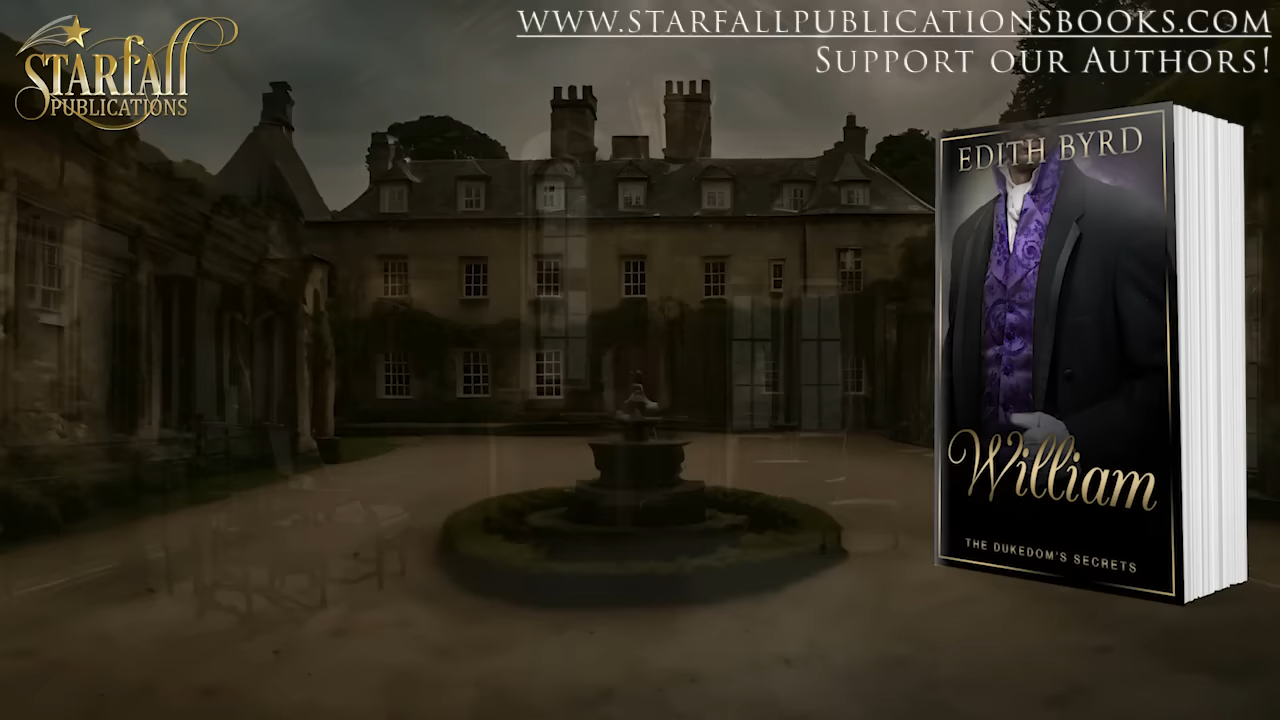 STARfall
PUBLICATIONS
WWW.STARFALLPUBLICATIONSBOOKS.COM
SUPPORT OUR AUTHORS!
EDITH BYRD
William
THE DUKEDOM'S SECRETS